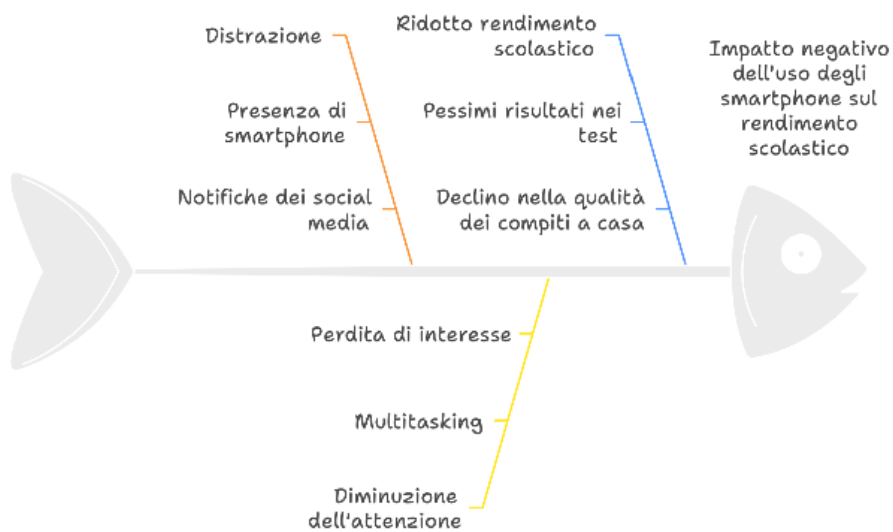 Distrazione
Presenza di
smartphone
Notifiche dei social
media
Ridotto rendimento
scolastico
Pessimi risultati nei
test
Declino nella qualità
dei compiti a casa
Impatto negativo
dell'uso degli
smartphone sul
rendimento
scolastico
Perdita di interesse
Multitasking
Diminuzione
dell'attenzione